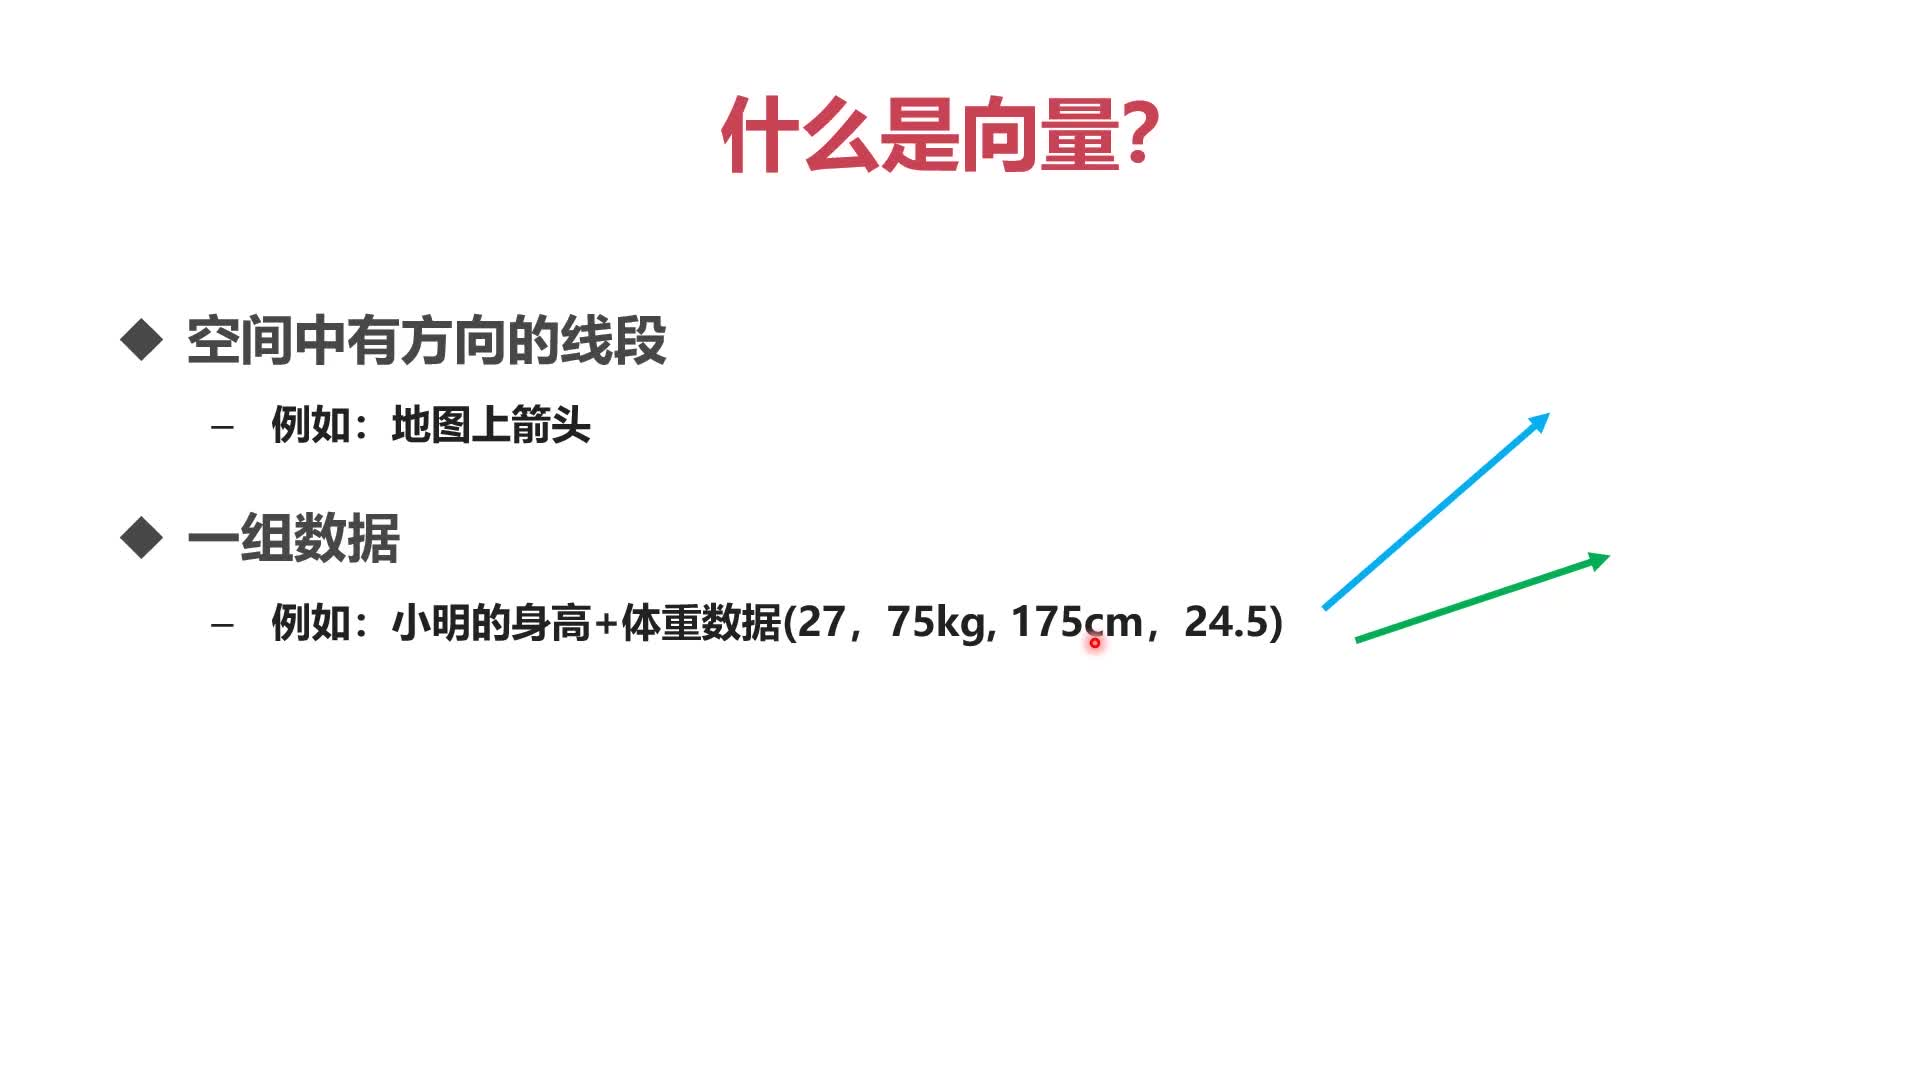 什么是向量?
◆ 空间中有方向的线段
– 例如：地图上箭头
◆ 一组数据
– 例如：小明的身高+体重数据(27，75kg, 175cm，24.5)